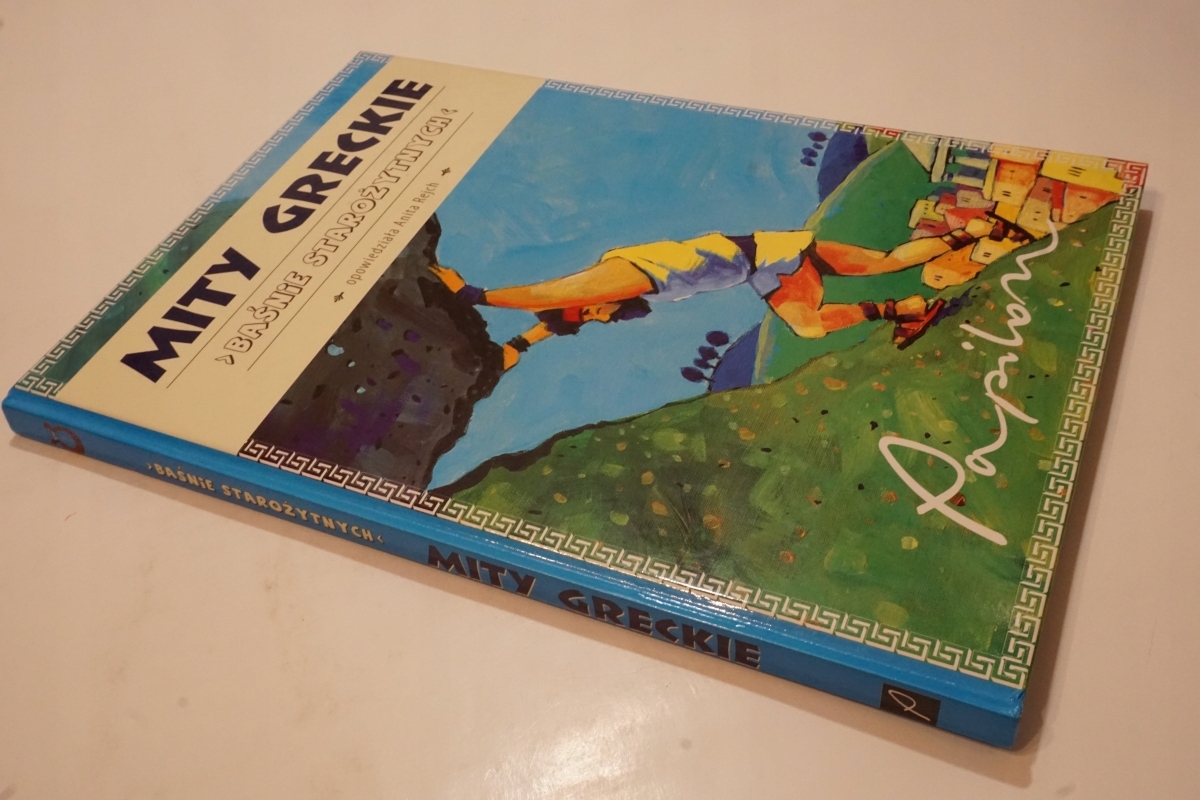 MITY GRECKIE
› BAŚNiE STAROŻYTNYCH ‹
opowiedziała Anita Rejch
Papilon
› BAŚNiE STAROŻYTNYCH ‹
MITY GRECKIE
P